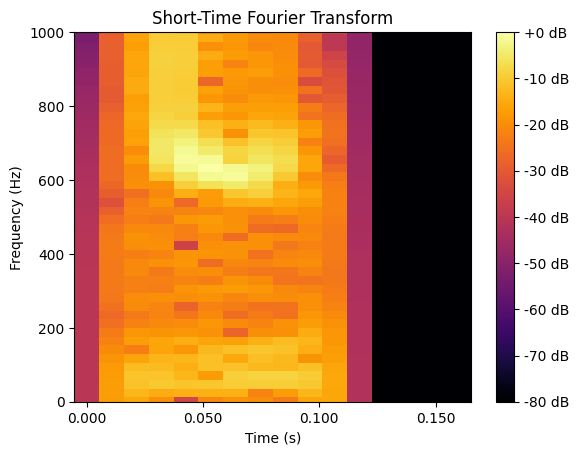 Short-Time Fourier Transform
1000
800
600
400
200
0
Frequency (Hz)
0.000
0.050
0.100
0.150
Time (s)
+0 dB
-10 dB
-20 dB
-30 dB
-40 dB
-50 dB
-60 dB
-70 dB
-80 dB